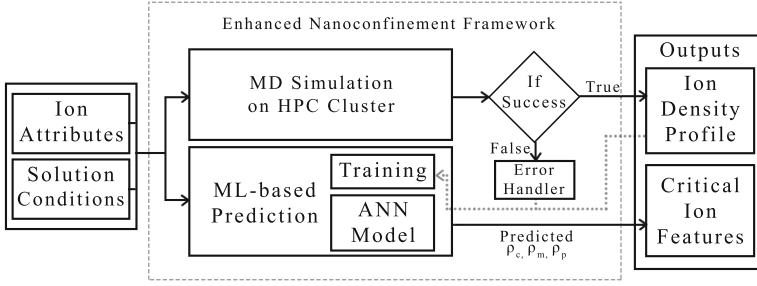 Enhanced Nanoconfinement Framework
Ion
Attributes
Solution
Conditions
MD Simulation
on HPC Cluster
If
Success
True
False
Error
Handler
ML-based
Prediction
Training
ANN
Model
Predicted
ρc, ρm, ρp
Outputs
Ion
Density
Profile
Critical
Ion
Features